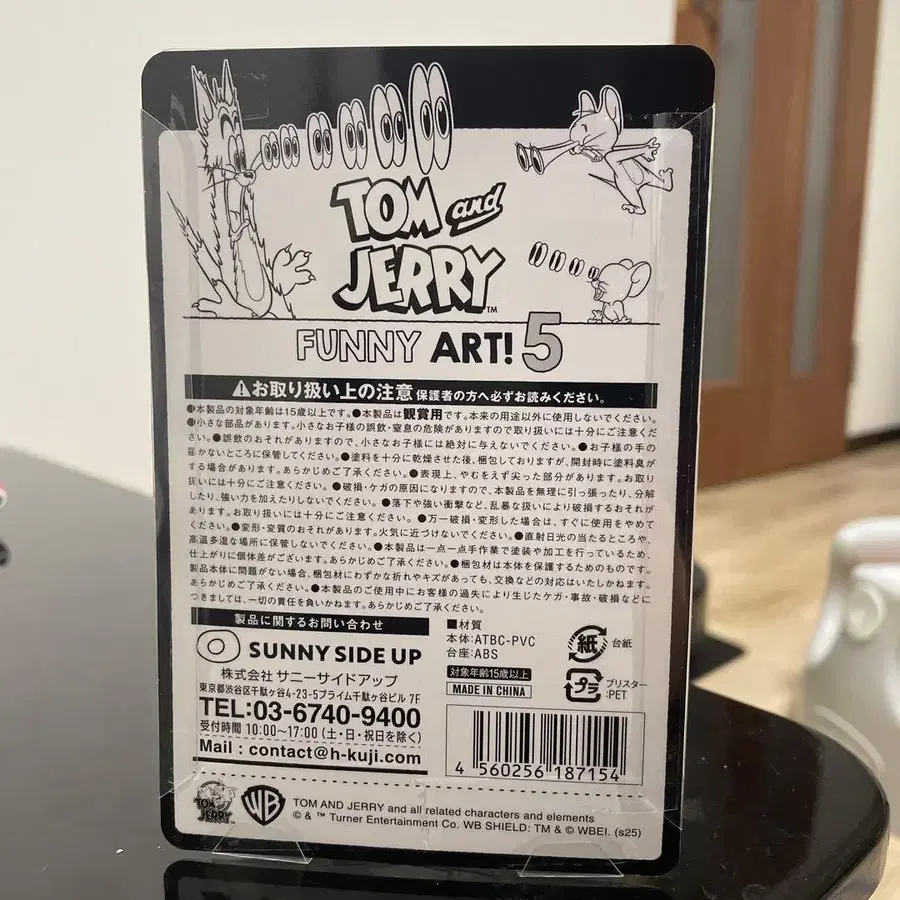 TOM and
JERRY™
FUNNY ART! 5
⚠お取り扱い上の注意 保護者の方へ必ずお読みください。
●本製品の対象年齢は15歳以上です。●本製品は観賞用です。本来の用途以外に使用しないでください。
●小さな部品があります。小さなお子様の誤飲・窒息の危険がありますので取り扱いには十分にご注意くださ
い。●誤飲のおそれがありますので、小さなお子様には絶対に与えないでください。●お子様の手の
届かないところに保管してください。●塗料を十分に乾燥させた後、梱包しておりますが、開封時に塗料臭が
する場合があります。あらかじめご了承ください。●表現上、やむをえず尖った部分があります。お取り
扱いには十分にご注意ください。●破損・ケガの原因になりますので、本製品を無理に引っ張ったり、分解
したり、強い力を加えたりしないでください。●落下や強い衝撃など、乱暴な扱いにより破損するおそれが
あります。お取り扱いには十分にご注意ください。●万一破損・変形した場合は、すぐに使用をやめて
ください。●変形・変質のおそれがあります。火気に近づけないでください。●直射日光の当たるところや、
高温多湿な場所に保管しないでください。●本製品は一点一点手作業で塗装や加工を行っているため、
仕上がりに個体差がございます。あらかじめご了承ください。●梱包材は本体を保護するためのものです。
製品本体に問題がない場合、梱包材にわずかな折れやキズがあっても、交換などの対応はいたしかねます。
あらかじめご了承ください。●本製品のご使用中にお客様の過失により生じたケガ・事故・破損などに
つきましては、一切の責任を負いかねます。あらかじめご了承ください。
製品に関するお問い合わせ
SUNNY SIDE UP
株式会社 サニーサイドアップ
東京都渋谷区千駄ヶ谷4-23-5プライム千駄ヶ谷ビル 7F
TEL:03-6740-9400
受付時間 10:00〜17:00(土・日・祝日を除く)
Mail : contact@h-kuji.com
■材質
本体:ATBC-PVC
台座:ABS
対象年齢15歳以上
MADE IN CHINA
紙 台紙
プラ ブリスター
:PET
4 560256 187154
TOM and JERRY
WB
TOM AND JERRY and all related characters and elements
© & ™ Turner Entertainment Co. WB SHIELD: TM & © WBEI. (s25)